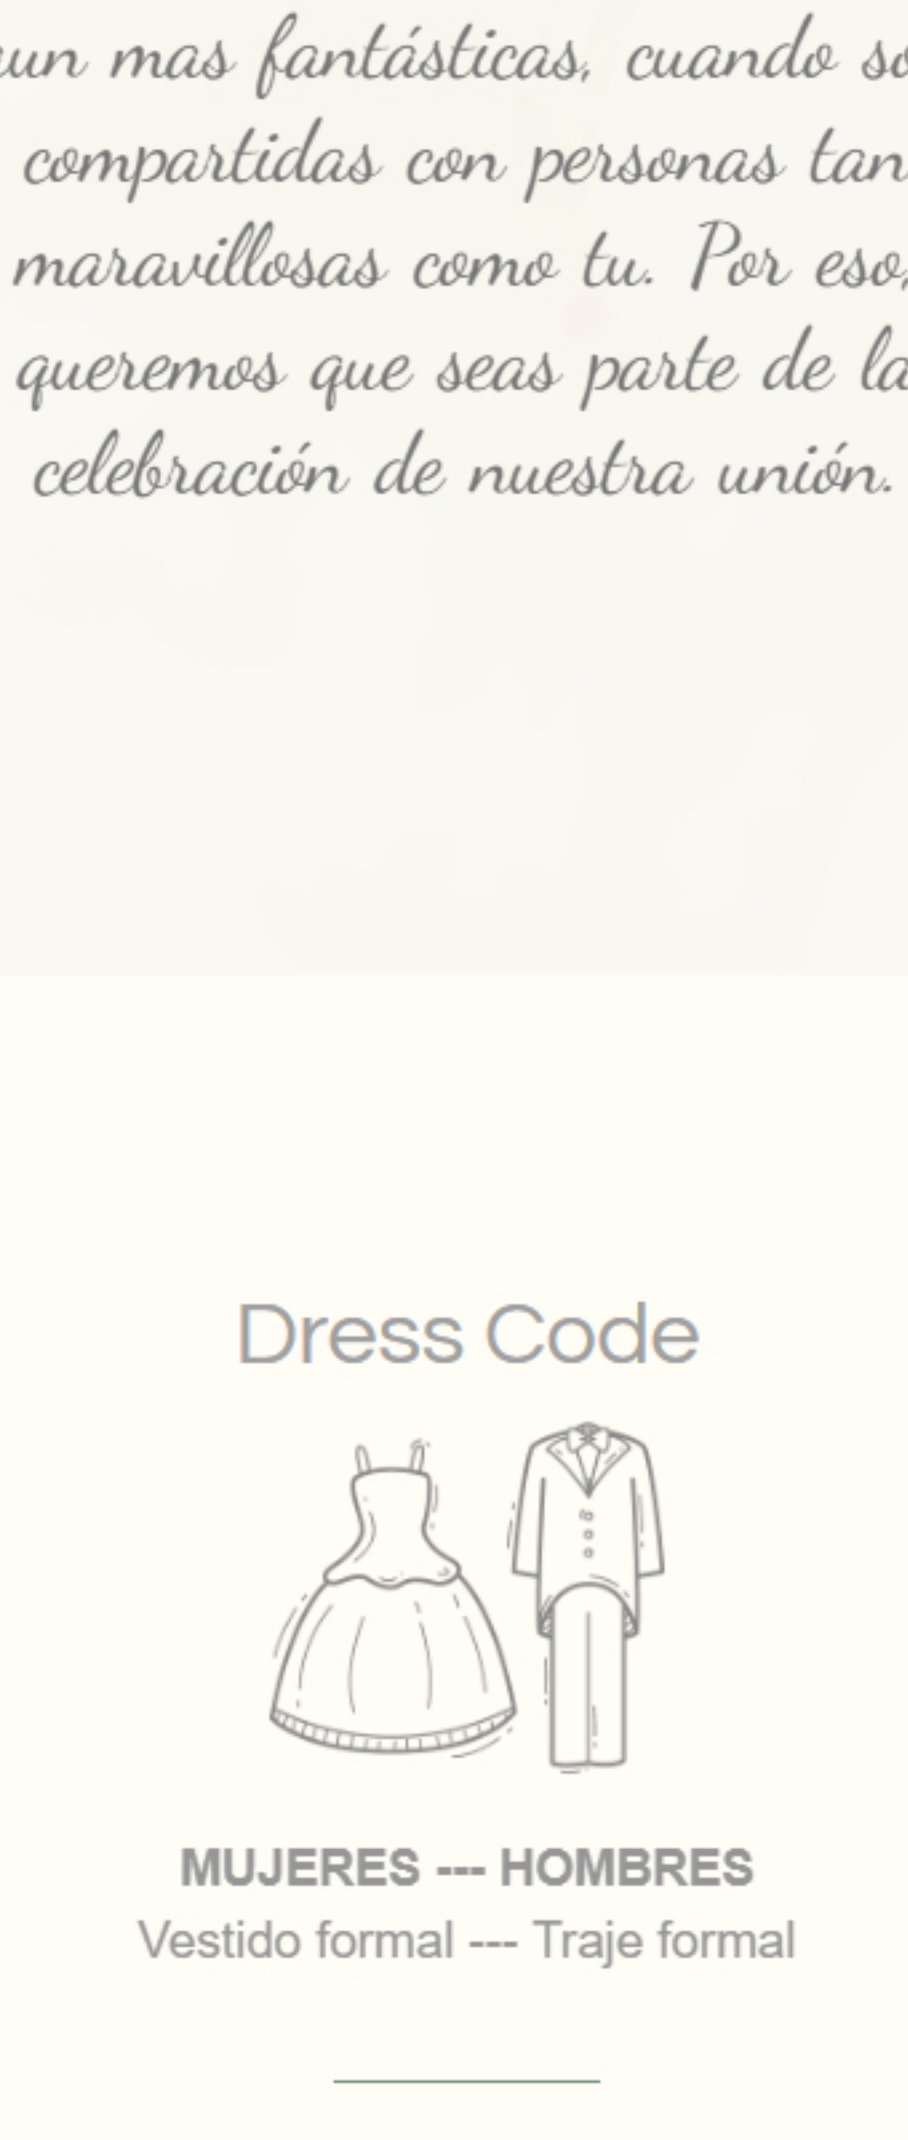 aun mas fantásticas, cuando so
compartidas con personas tan
maravillosas como tu. Por eso,
queremos que seas parte de la
celebración de nuestra unión.
Dress Code
MUJERES --- HOMBRES
Vestido formal --- Traje formal